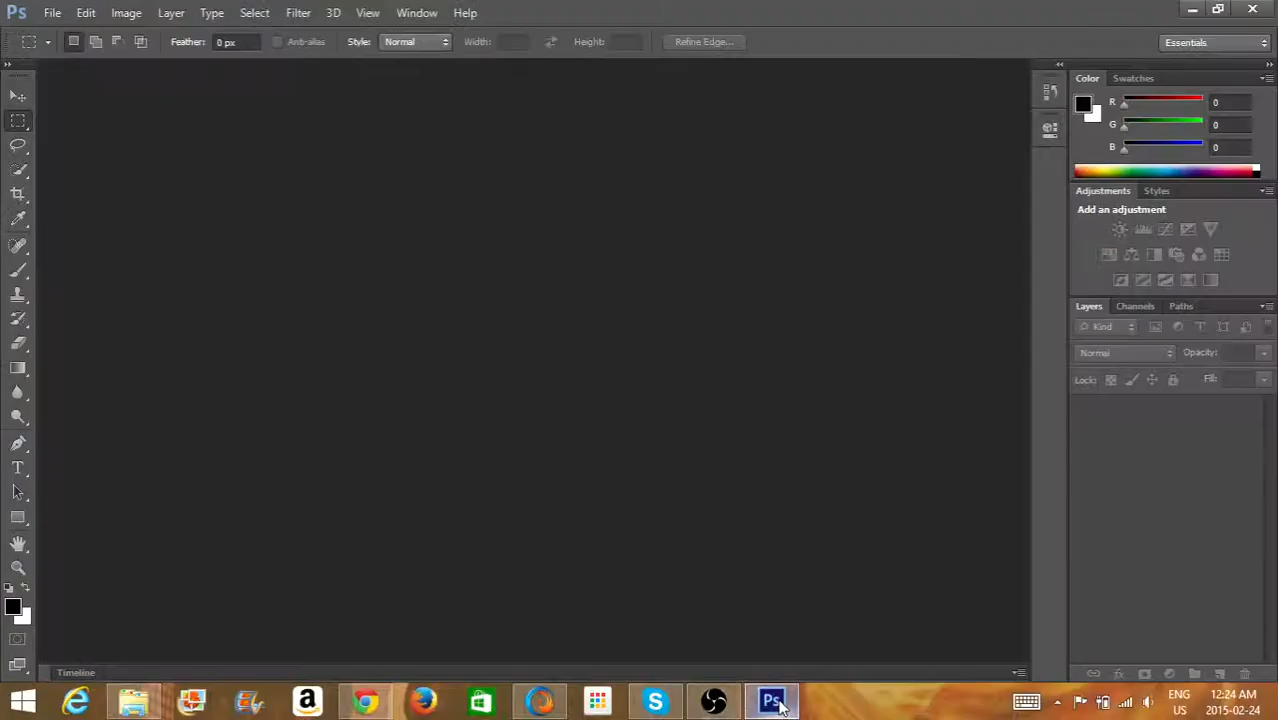 Ps File Edit Image Layer Type Select Filter 3D View Window Help
Feather: 0 px Anti-alias Style: Normal Width: Height: Refine Edge... Essentials
Color Swatches
R 0
G 0
B 0
Adjustments Styles
Add an adjustment
Layers Channels Paths
Kind
Normal Opacity:
Lock: Fill:
T
Timeline
Ps
ENG 12:24 AM
US 2015-02-24